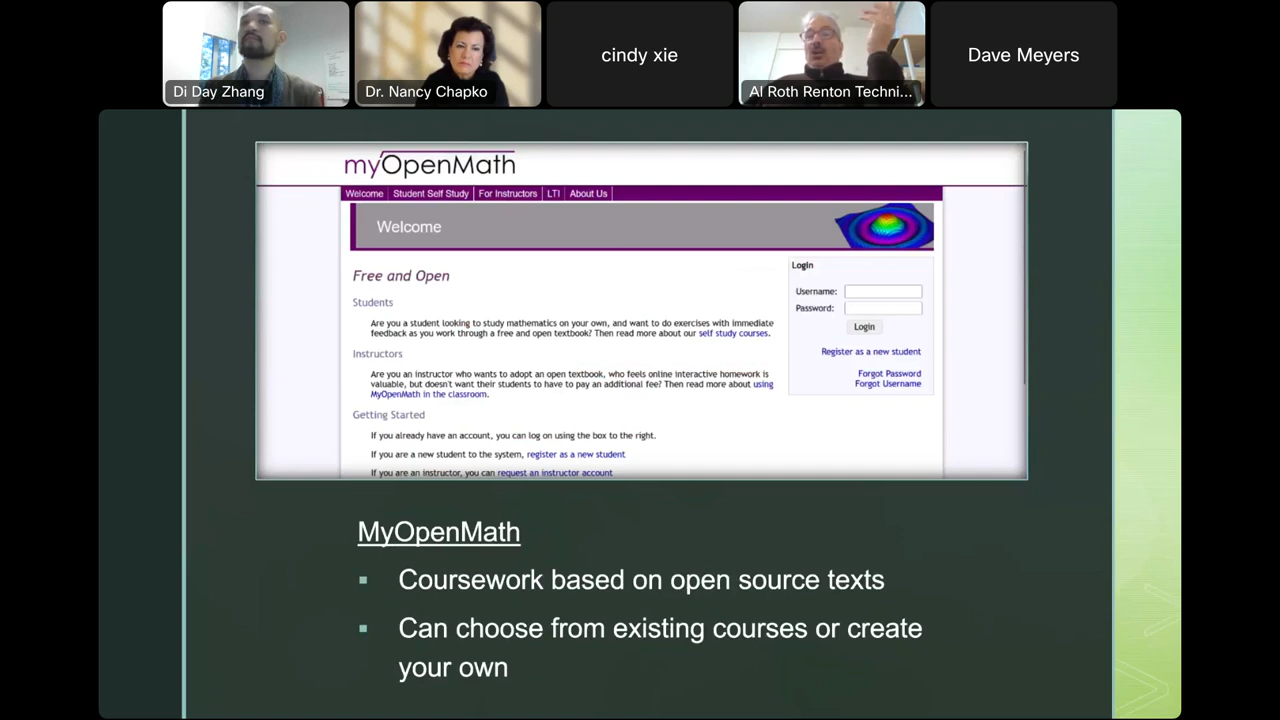 Di Day Zhang
Dr. Nancy Chapko
cindy xie
Al Roth Renton Techni...
Dave Meyers
myOpenMath
Welcome Student Self Study For Instructors LTI About Us
Welcome
Free and Open
Students
Are you a student looking to study mathematics on your own, and want to do exercises with immediate
feedback as you work through a free and open textbook? Then read more about our self study courses.
Instructors
Are you an instructor who wants to adopt an open textbook, who feels online interactive homework is
valuable, but doesn't want their students to have to pay an additional fee? Then read more about using
MyOpenMath in the classroom.
Getting Started
If you already have an account, you can log on using the box to the right.
If you are a new student to the system, register as a new student
If you are an instructor, you can request an instructor account
Login
Username:
Password:
Login
Register as a new student
Forgot Password
Forgot Username
MyOpenMath
▪ Coursework based on open source texts
▪ Can choose from existing courses or create
your own